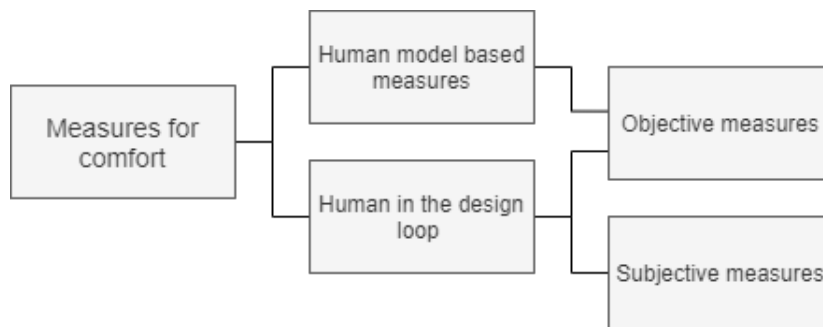 Measures for
comfort
Human model based
measures
Human in the design
loop
Objective measures
Subjective measures